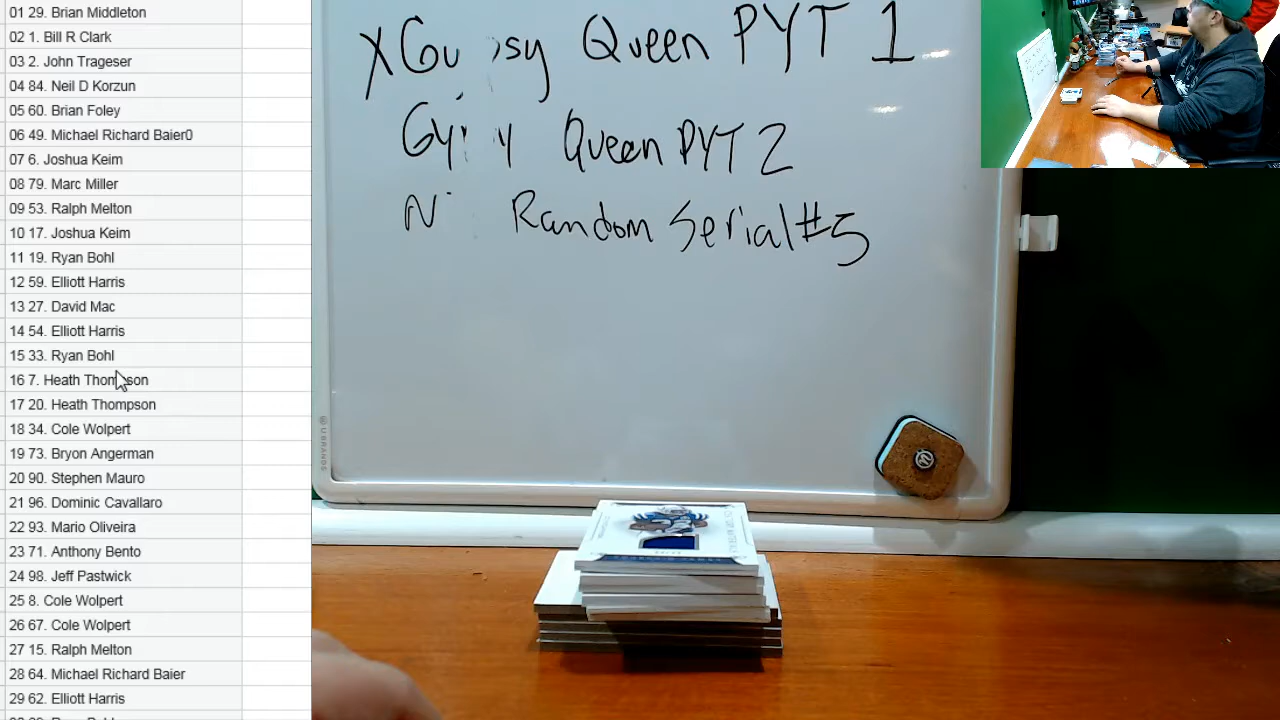 01 29. Brian Middleton
02 1. Bill R Clark
03 2. John Trageser
04 84. Neil D Korzun
05 60. Brian Foley
06 49. Michael Richard Baier0
07 6. Joshua Keim
08 79. Marc Miller
09 53. Ralph Melton
10 17. Joshua Keim
11 19. Ryan Bohl
12 59. Elliott Harris
13 27. David Mac
14 54. Elliott Harris
15 33. Ryan Bohl
16 7. Heath Thompson
17 20. Heath Thompson
18 34. Cole Wolpert
19 73. Bryon Angerman
20 90. Stephen Mauro
21 96. Dominic Cavallaro
22 93. Mario Oliveira
23 71. Anthony Bento
24 98. Jeff Pastwick
25 8. Cole Wolpert
26 67. Cole Wolpert
27 15. Ralph Melton
28 64. Michael Richard Baier
29 62. Elliott Harris
X Queen PYT 1
Queen PYT 2
Random Serial #5